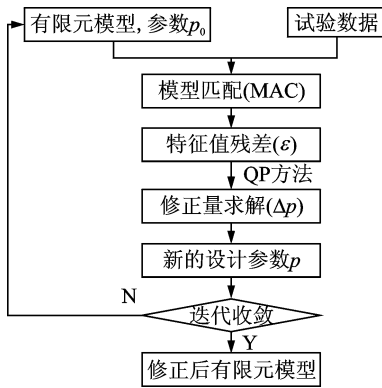 有限元模型, 参数p₀
试验数据
模型匹配(MAC)
特征值残差(ε)
QP方法
修正量求解(Δp)
新的设计参数p
N
迭代收敛
Y
修正后有限元模型